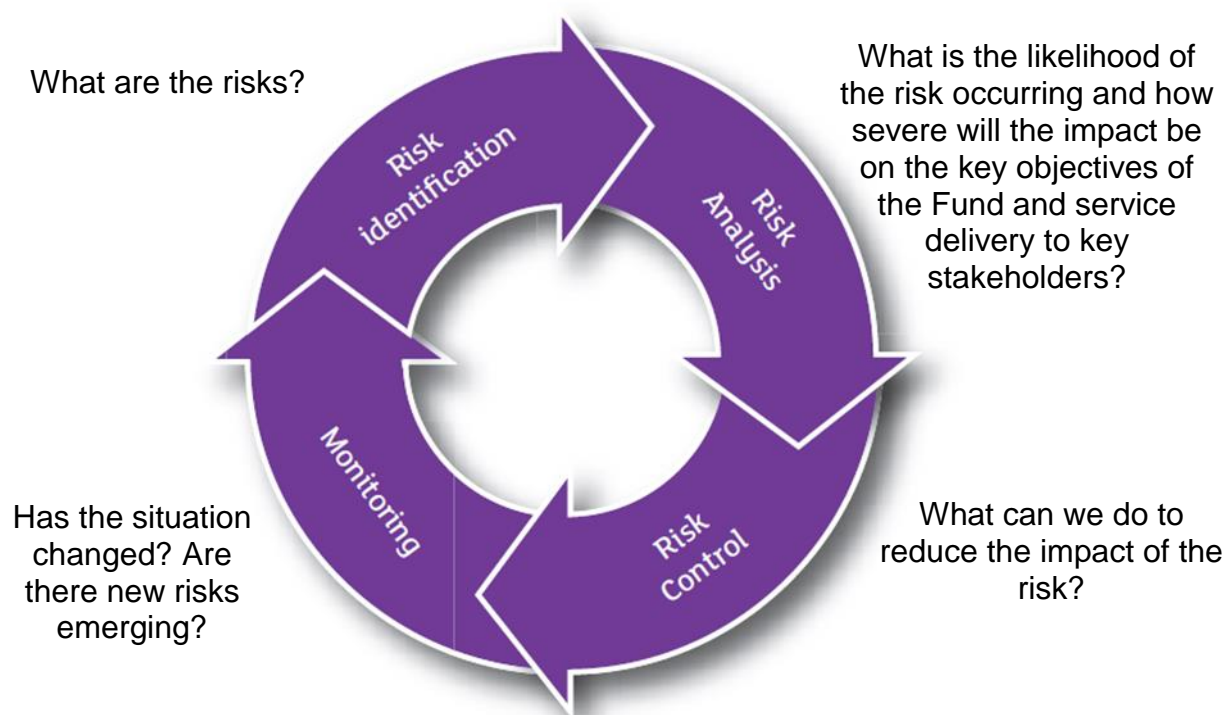 What are the risks?
Risk
identification
What is the likelihood of
the risk occurring and how
severe will the impact be
on the key objectives of
the Fund and service
delivery to key
stakeholders?
Risk
Analysis
What can we do to
reduce the impact of the
risk?
Risk
Control
Has the situation
changed? Are
there new risks
emerging?
Monitoring